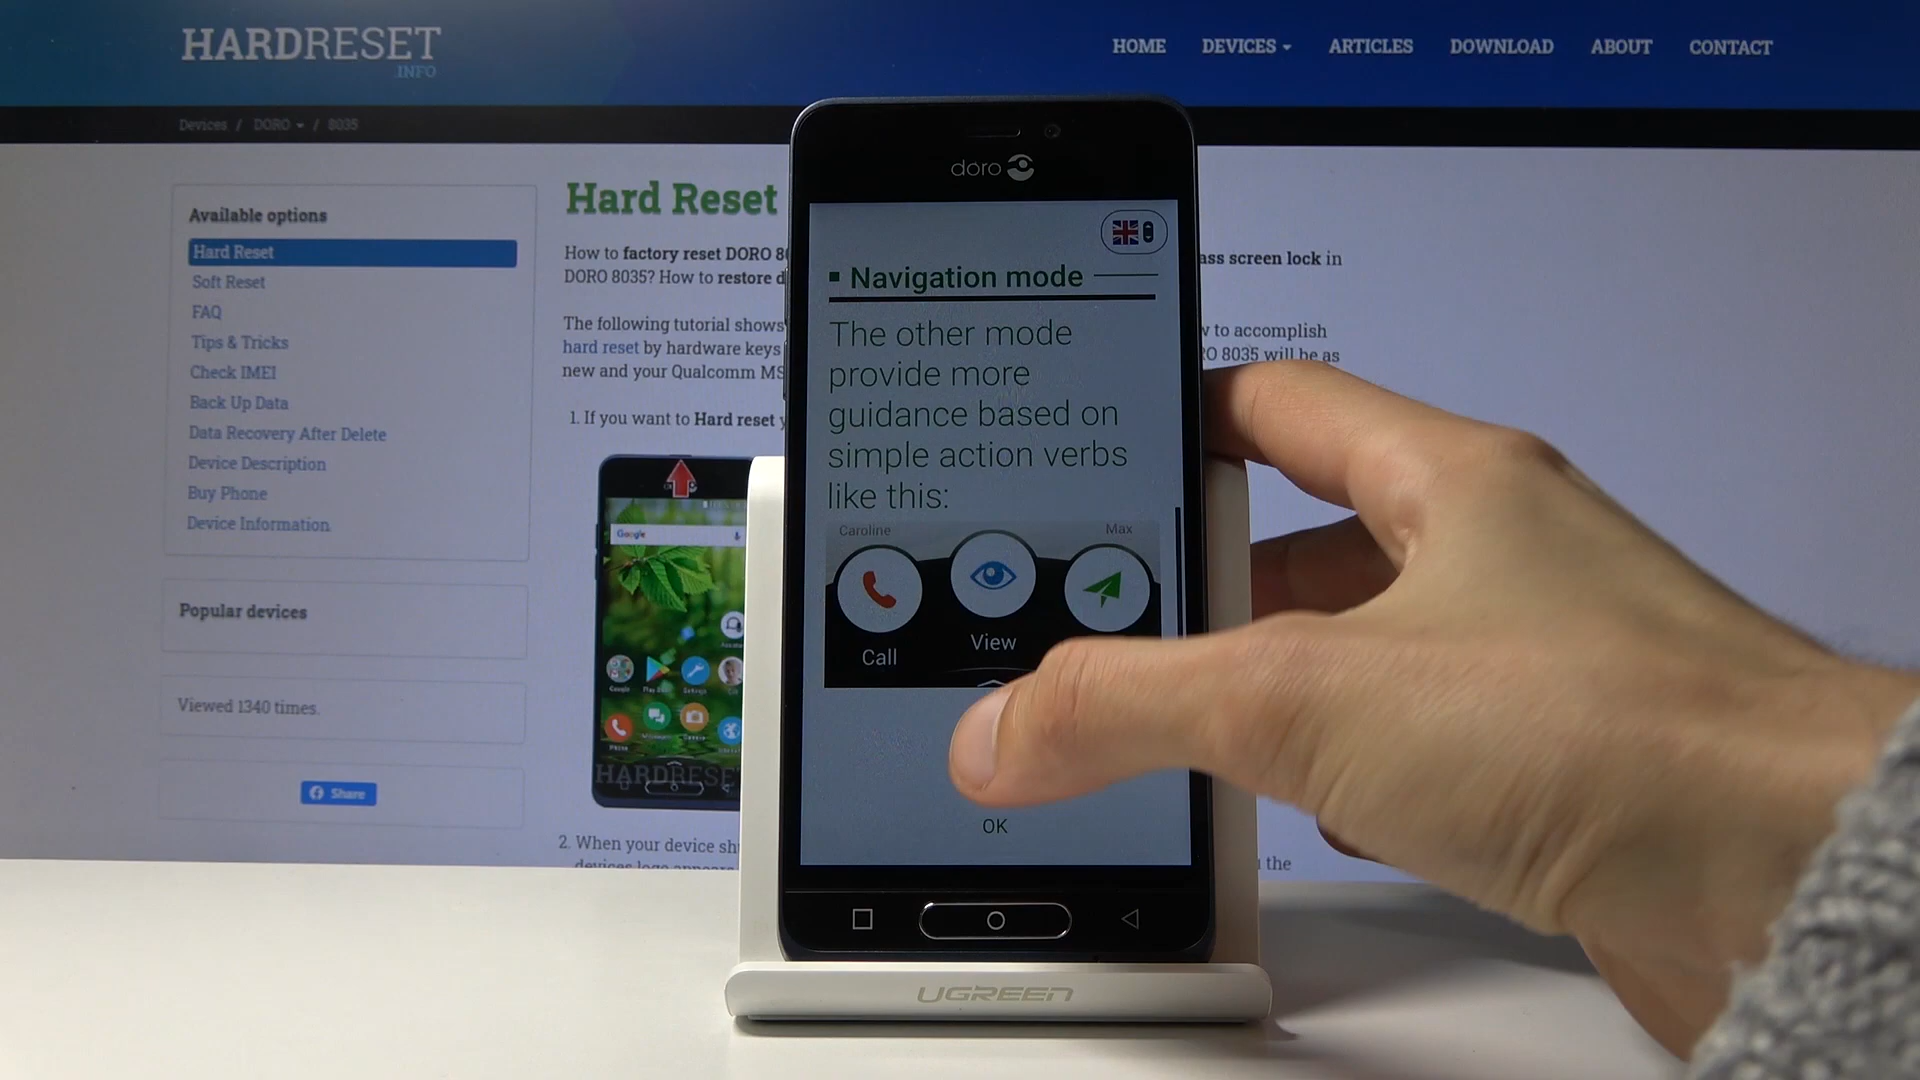 HARDRESET
.INFO
HOME DEVICES ARTICLES DOWNLOAD ABOUT CONTACT
Devices / DORO / 8035
Available options
Hard Reset
Soft Reset
FAQ
Tips & Tricks
Check IMEI
Back Up Data
Data Recovery After Delete
Device Description
Buy Phone
Device Information
Popular devices
Viewed 1340 times.
Share
Hard Reset
How to factory reset DORO 80
ass screen lock in
DORO 8035? How to restore d
The following tutorial shows
w to accomplish
hard reset by hardware keys
RO 8035 will be as
new and your Qualcomm MS
1. If you want to Hard reset y
Google
HARDRESE
2. When your device sh
the
doro
Navigation mode
The other mode
provide more
guidance based on
simple action verbs
like this:
Caroline
Max
Call
View
OK
UGREEN